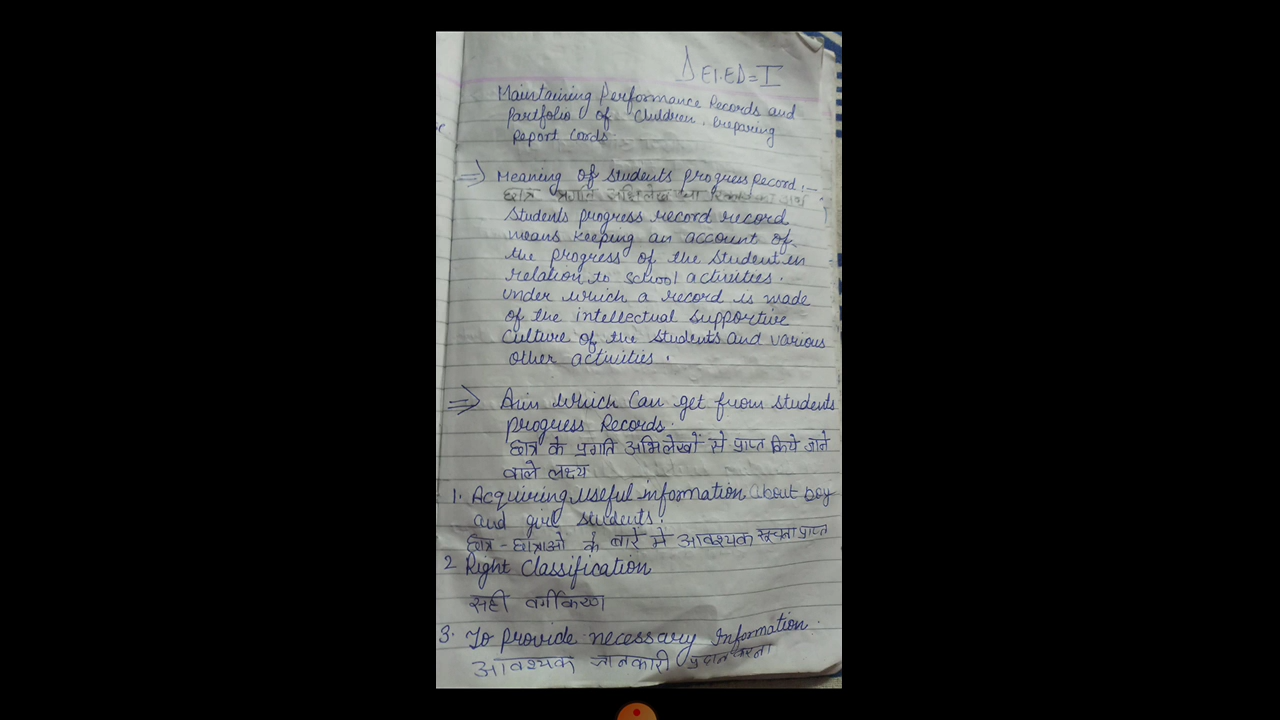 D El.ED=I
Maintaining Performance Records and
Partfolio of Children. Preparing
Report Cards.
⇒ Meaning of students progress Record :-
छात्र प्रगति अभिलेख का अर्थ
Students progress record record
means keeping an account of
the progress of the student in
relation to school activities.
under which a record is made
of the intellectual supportive
culture of the students and various
other activities.
⇒ Aim which can get from students
progress Records.
छात्र के प्रगति अभिलेखों से प्राप्त किये जाने
वाले लक्ष्य
1. Acquiring useful information about boy
and girl students.
छात्र - छात्राओ के बारें में आवश्यक सूचना प्राप्त
2 Right Classification
सही वर्गीकरण
3. To provide necessary Information.
आवश्यक जानकारी प्रदान करना